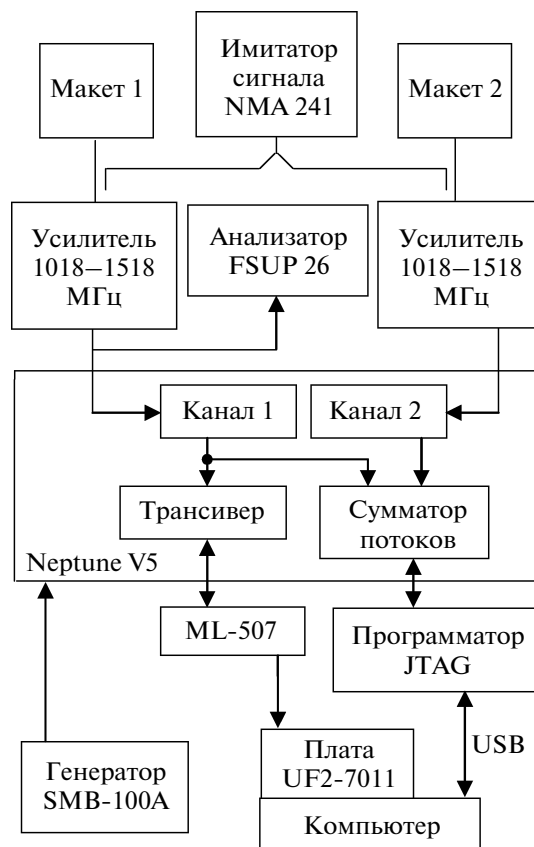 Макет 1
Имитатор
сигнала
NMA 241
Макет 2
Усилитель
1018–1518
МГц
Анализатор
FSUP 26
Усилитель
1018–1518
МГц
Канал 1
Канал 2
Трансивер
Сумматор
потоков
Neptune V5
ML-507
Программатор
JTAG
Генератор
SMB-100A
Плата
UF2-7011
USB
Компьютер